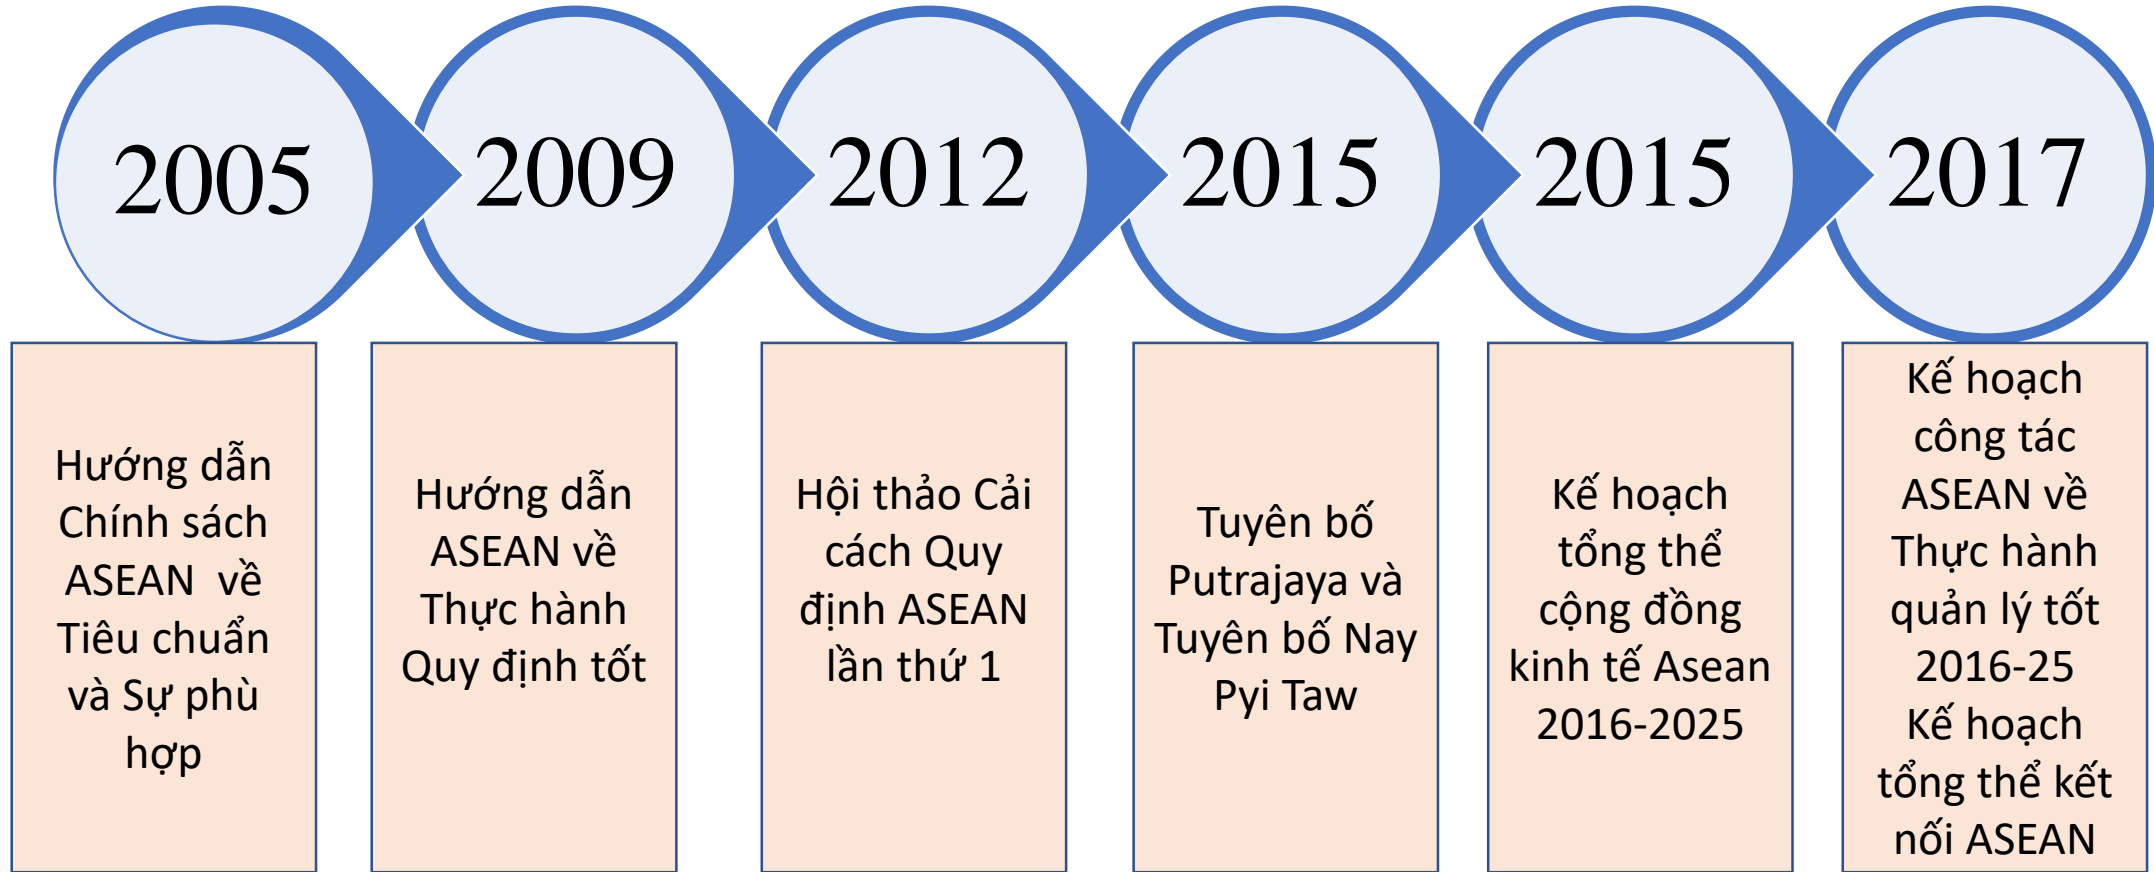 2005
2009
2012
2015
2015
2017
Hướng dẫn
Chính sách
ASEAN về
Tiêu chuẩn
và Sự phù
hợp
Hướng dẫn
ASEAN về
Thực hành
Quy định tốt
Hội thảo Cải
cách Quy
định ASEAN
lần thứ 1
Tuyên bố
Putrajaya và
Tuyên bố Nay
Pyi Taw
Kế hoạch
tổng thể
cộng đồng
kinh tế Asean
2016-2025
Kế hoạch
công tác
ASEAN về
Thực hành
quản lý tốt
2016-25
Kế hoạch
tổng thể kết
nối ASEAN